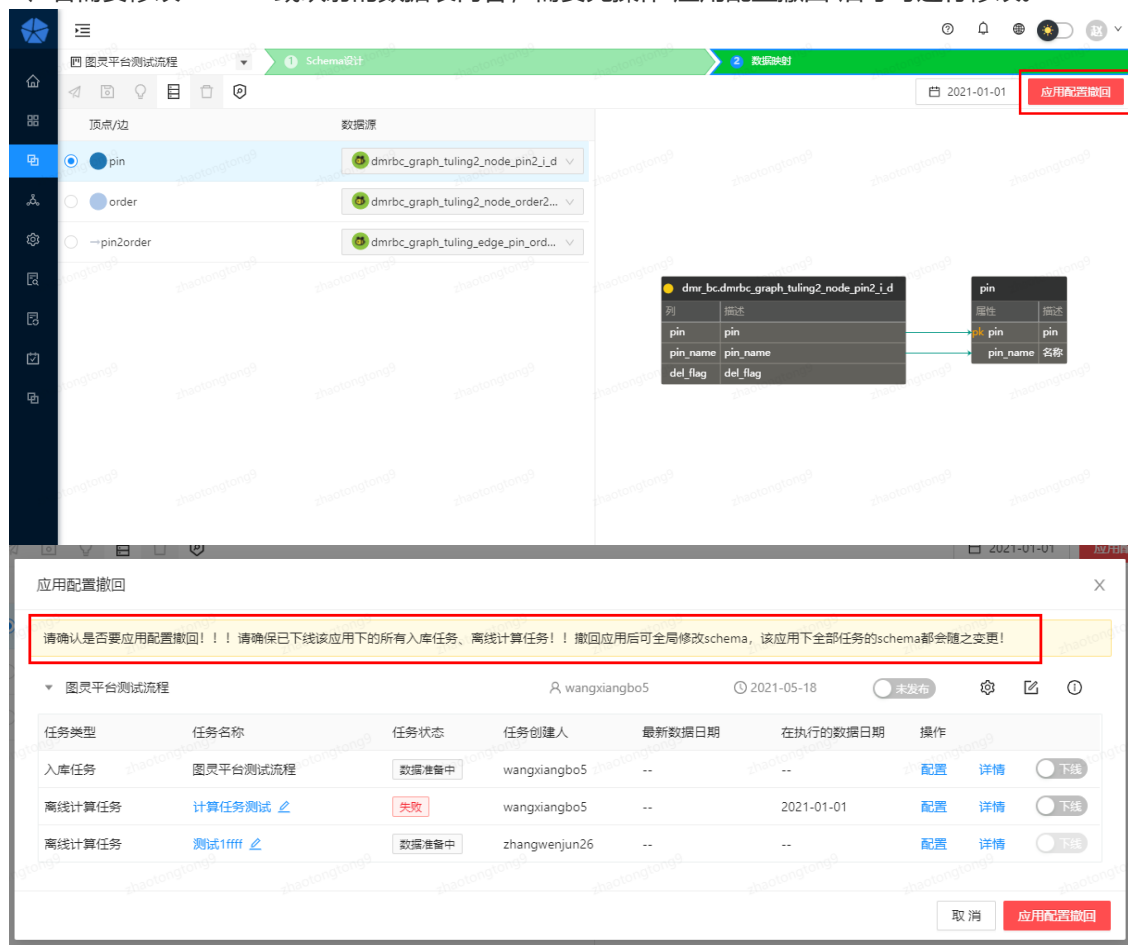 赵
图灵平台测试流程
1 Schema设计
2 数据映射
2021-01-01
应用配置撤回
顶点/边 数据源
pin dmrbc_graph_tuling2_node_pin2_i_d
order dmrbc_graph_tuling2_node_order2...
→pin2order dmrbc_graph_tuling_edge_pin_ord...
dmr_bc.dmrbc_graph_tuling2_node_pin2_i_d
列 描述
pin pin
pin_name pin_name
del_flag del_flag
pin
属性 描述
pk pin pin
pin_name 名称
2021-01-01
应用配置撤回
请确认是否要应用配置撤回！！！请确保已下线该应用下的所有入库任务、离线计算任务！！撤回应用后可全局修改schema，该应用下全部任务的schema都会随之变更！
图灵平台测试流程 wangxiangbo5 2021-05-18 未发布
任务类型 任务名称 任务状态 任务创建人 最新数据日期 在执行的数据日期 操作
入库任务 图灵平台测试流程 数据准备中 wangxiangbo5 -- -- 配置 详情 下线
离线计算任务 计算任务测试 失败 wangxiangbo5 -- 2021-01-01 配置 详情 下线
离线计算任务 测试1ffff 数据准备中 zhangwenjun26 -- -- 配置 详情 下线
取消 应用配置撤回
zhaotongtong9